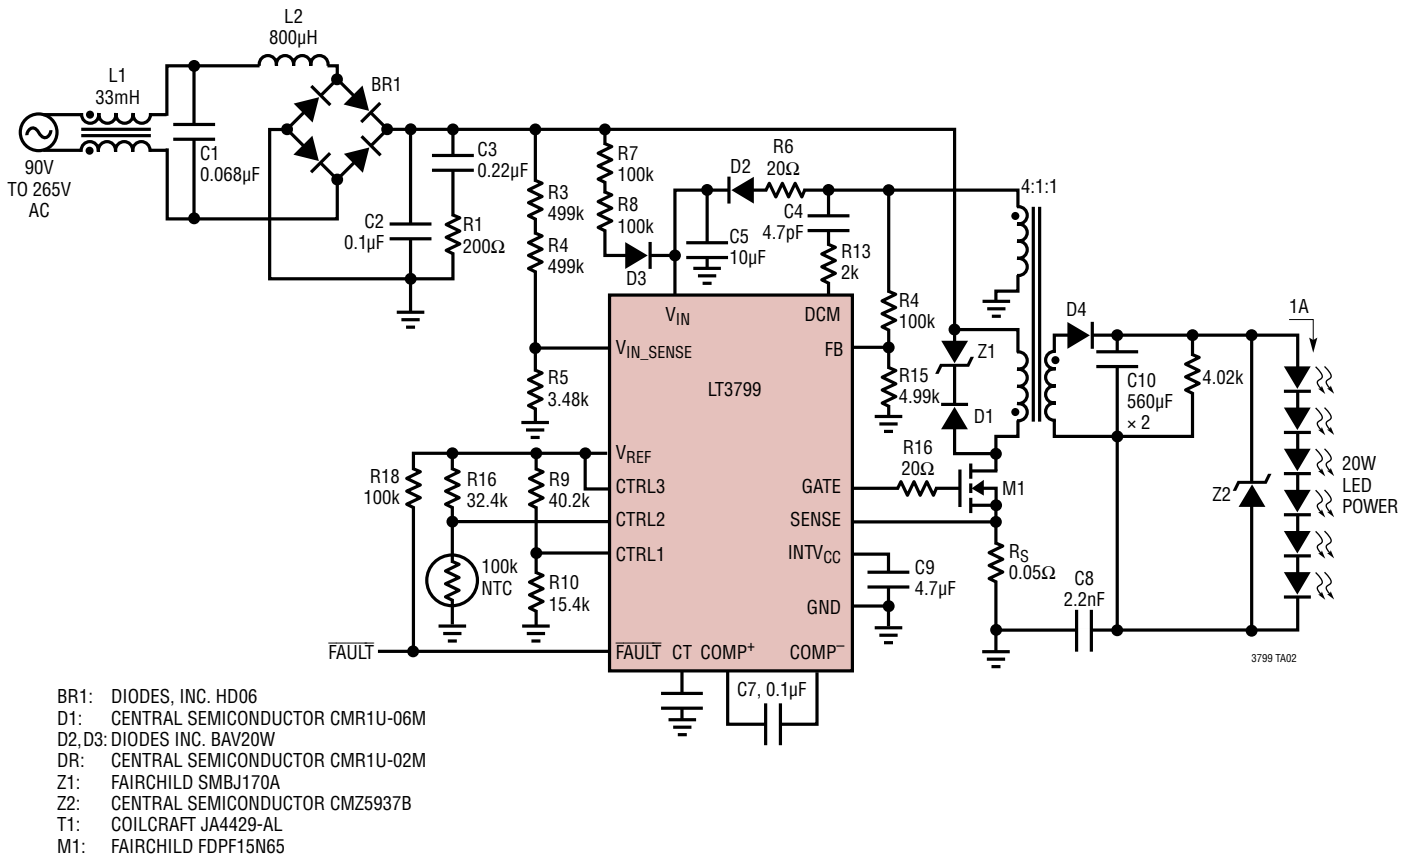 L2
800µH
L1
33mH
BR1
90V
TO 265V
AC
C1
0.068µF
C3
0.22µF
C2
0.1µF
R1
200Ω
R3
499k
R4
499k
R7
100k
R8
100k
D3
D2
R6
20Ω
C4
4.7pF
C5
10µF
R13
2k
4:1:1
R4
100k
R15
4.99k
Z1
D1
D4
1A
C10
560µF
× 2
4.02k
Z2
20W
LED
POWER
VIN
DCM
VIN_SENSE
FB
LT3799
R5
3.48k
VREF
CTRL3
CTRL2
CTRL1
GATE
SENSE
INTVCC
GND
FAULT
CT
COMP+
COMP–
R18
100k
R16
32.4k
R9
40.2k
100k
NTC
R10
15.4k
FAULT
R16
20Ω
M1
RS
0.05Ω
C9
4.7µF
C8
2.2nF
C7, 0.1µF
3799 TA02
BR1: DIODES, INC. HD06
D1: CENTRAL SEMICONDUCTOR CMR1U-06M
D2,D3: DIODES INC. BAV20W
DR: CENTRAL SEMICONDUCTOR CMR1U-02M
Z1: FAIRCHILD SMBJ170A
Z2: CENTRAL SEMICONDUCTOR CMZ5937B
T1: COILCRAFT JA4429-AL
M1: FAIRCHILD FDPF15N65